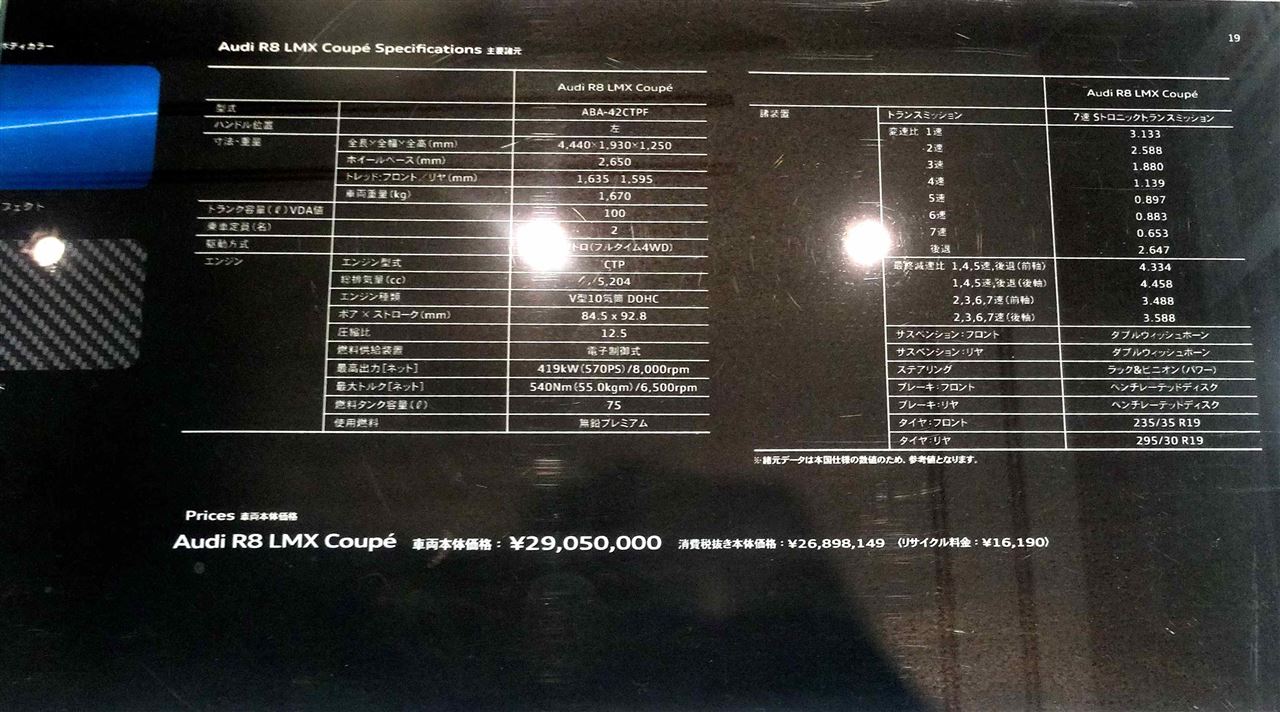 19
ボディカラー
フェクト
Audi R8 LMX Coupé Specifications 主要諸元
Audi R8 LMX Coupé
型式 ABA-42CTPF
ハンドル位置 左
寸法・重量 全長×全幅×全高(mm) 4,440×1,930×1,250
ホイールベース(mm) 2,650
トレッド:フロント/リヤ(mm) 1,635/1,595
車両重量(kg) 1,670
トランク容量(ℓ)VDA値 100
乗車定員(名) 2
駆動方式 トロ(フルタイム4WD)
エンジン エンジン型式 CTP
総排気量(cc) 5,204
エンジン種類 V型10気筒 DOHC
ボア×ストローク(mm) 84.5 x 92.8
圧縮比 12.5
燃料供給装置 電子制御式
最高出力[ネット] 419kW(570PS)/8,000rpm
最大トルク[ネット] 540Nm(55.0kgm)/6,500rpm
燃料タンク容量(ℓ) 75
使用燃料 無鉛プレミアム
Audi R8 LMX Coupé
諸装置 トランスミッション 7速 Sトロニックトランスミッション
変速比 1速 3.133
2速 2.588
3速 1.880
4速 1.139
5速 0.897
6速 0.883
7速 0.653
後退 2.647
最終減速比 1,4,5速,後退(前軸) 4.334
1,4,5速,後退(後軸) 4.458
2,3,6,7速(前軸) 3.488
2,3,6,7速(後軸) 3.588
サスペンション:フロント ダブルウィッシュボーン
サスペンション:リヤ ダブルウィッシュボーン
ステアリング ラック&ピニオン(パワー)
ブレーキ:フロント ベンチレーテッドディスク
ブレーキ:リヤ ベンチレーテッドディスク
タイヤ:フロント 235/35 R19
タイヤ:リヤ 295/30 R19
※諸元データは本国仕様の数値のため、参考値となります。
Prices 車両本体価格
Audi R8 LMX Coupé 車両本体価格:¥29,050,000 消費税抜き本体価格:¥26,898,149 (リサイクル料金:¥16,190)